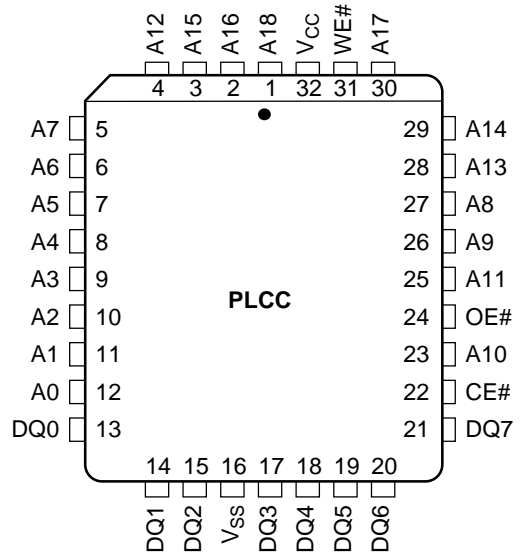 A12 A15 A16 A18 VCC WE# A17
4 3 2 1 32 31 30
A7 5 29 A14
A6 6 28 A13
A5 7 27 A8
A4 8 26 A9
A3 9 25 A11
PLCC
A2 10 24 OE#
A1 11 23 A10
A0 12 22 CE#
DQ0 13 21 DQ7
14 15 16 17 18 19 20
DQ1 DQ2 VSS DQ3 DQ4 DQ5 DQ6